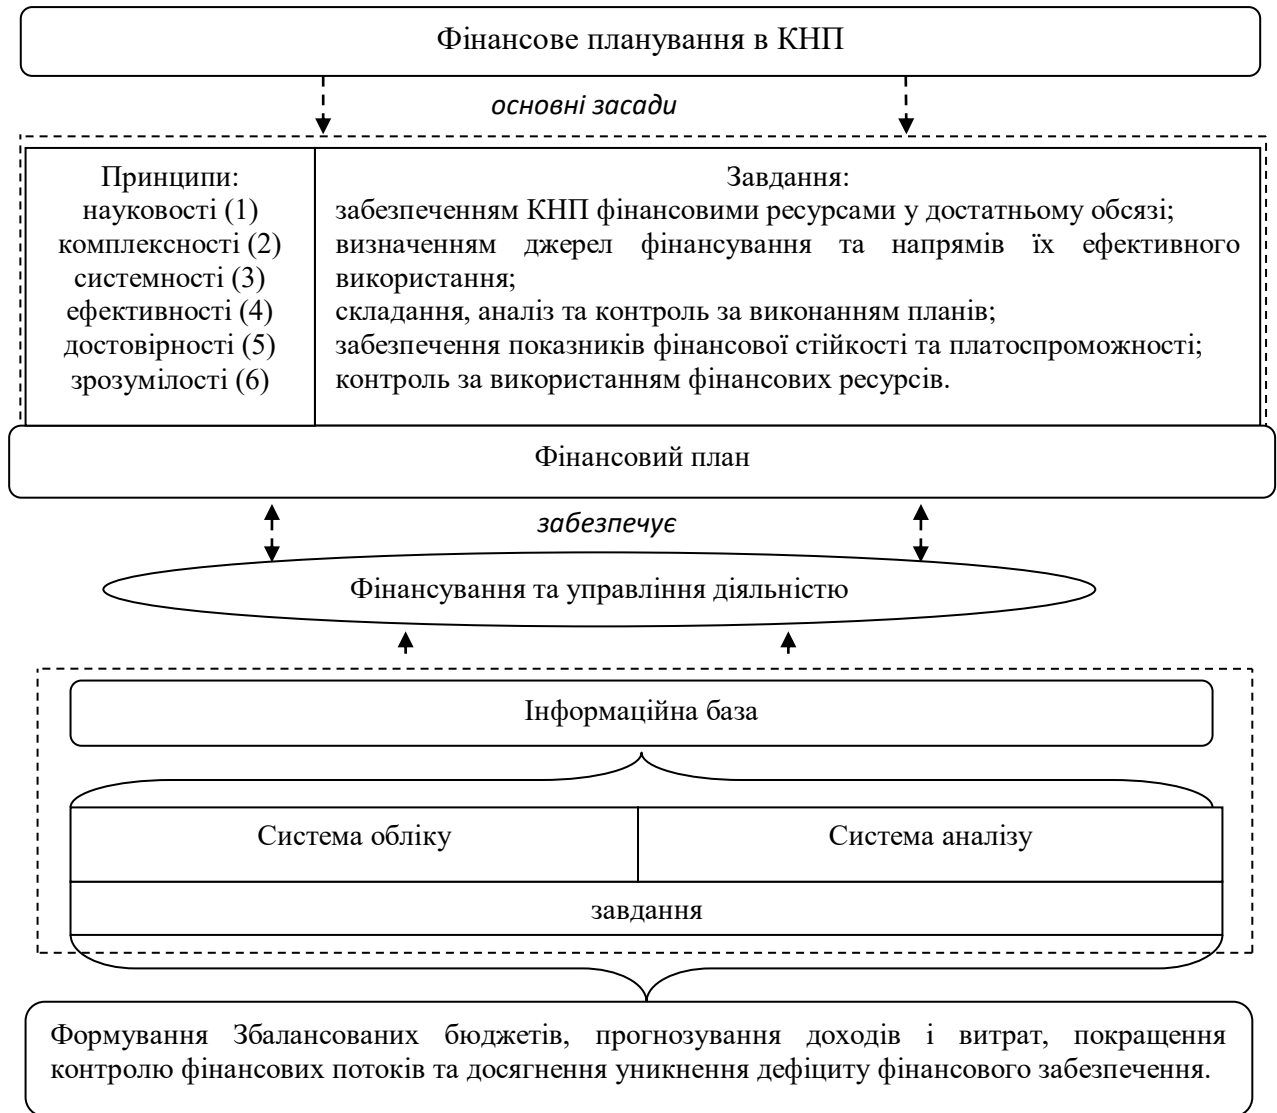 Фінансове планування в КНП
основні засади
Принципи:
науковості (1)
комплексності (2)
системності (3)
ефективності (4)
достовірності (5)
зрозумілості (6)
Завдання:
забезпеченням КНП фінансовими ресурсами у достатньому обсязі;
визначенням джерел фінансування та напрямів їх ефективного
використання;
складання, аналіз та контроль за виконанням планів;
забезпечення показників фінансової стійкості та платоспроможності;
контроль за використанням фінансових ресурсів.
Фінансовий план
забезпечує
Фінансування та управління діяльністю
Інформаційна база
Система обліку
Система аналізу
завдання
Формування Збалансованих бюджетів, прогнозування доходів і витрат, покращення
контролю фінансових потоків та досягнення уникнення дефіциту фінансового забезпечення.